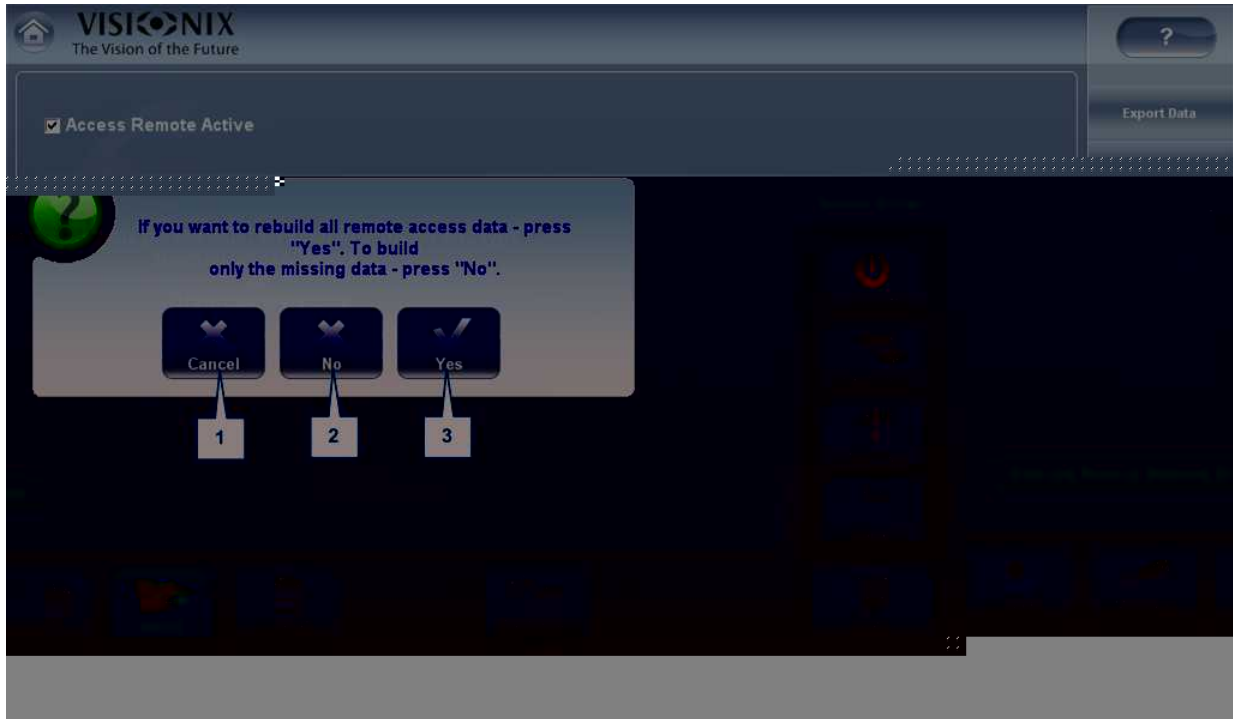 VISIONIX
The Vision of the Future
?
Access Remote Active
Export Data
?
If you want to rebuild all remote access data - press
"Yes". To build
only the missing data - press "No".
Cancel
No
Yes
1
2
3